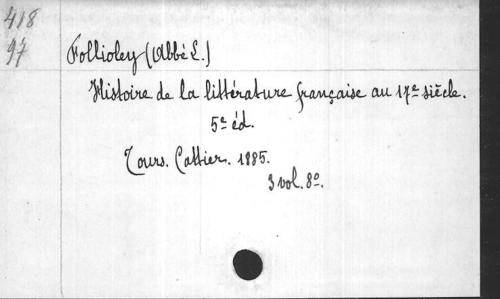 418
97
Follioley (Abbé L.)
Histoire de la littérature française au 17e siècle.
5e éd.
Tours. Cattier. 1885.
3 vol. 8o.